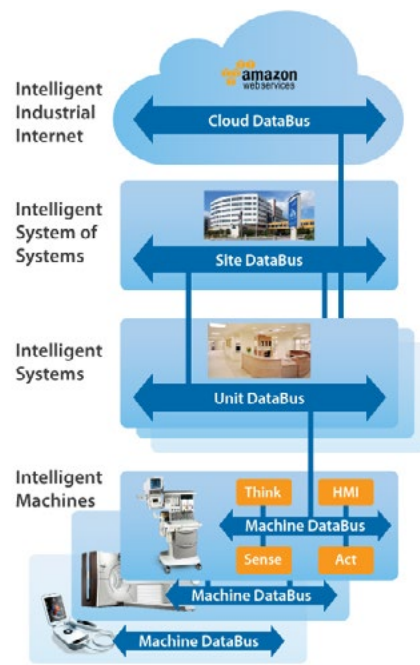 Intelligent
Industrial
Internet
amazon
webservices
Cloud DataBus
Intelligent
System of
Systems
Site DataBus
Intelligent
Systems
Unit DataBus
Intelligent
Machines
Think
HMI
Machine DataBus
Sense
Act
Machine DataBus
Machine DataBus